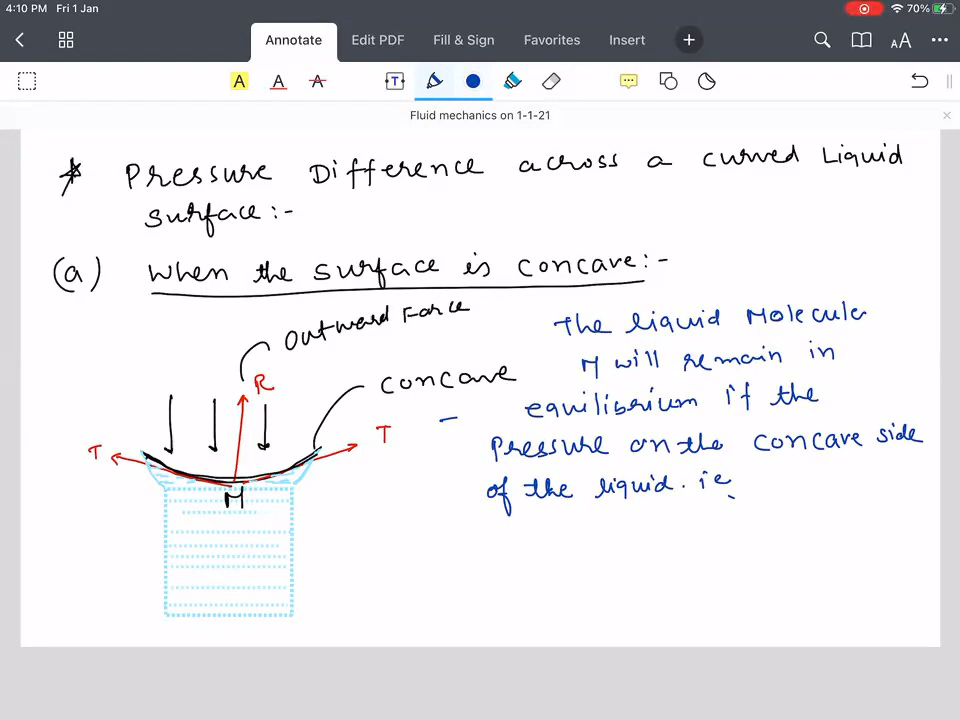 4:10 PM Fri 1 Jan
70%
Annotate Edit PDF Fill & Sign Favorites Insert
Fluid mechanics on 1-1-21
* Pressure Difference across a curved Liquid
surface:-
(a) When the surface is concave:-
Outward Force
R
concave
T
T
M
The liquid Molecule
M will remain in
equilibrium if the
Pressure on the concave side
of the liquid. ie